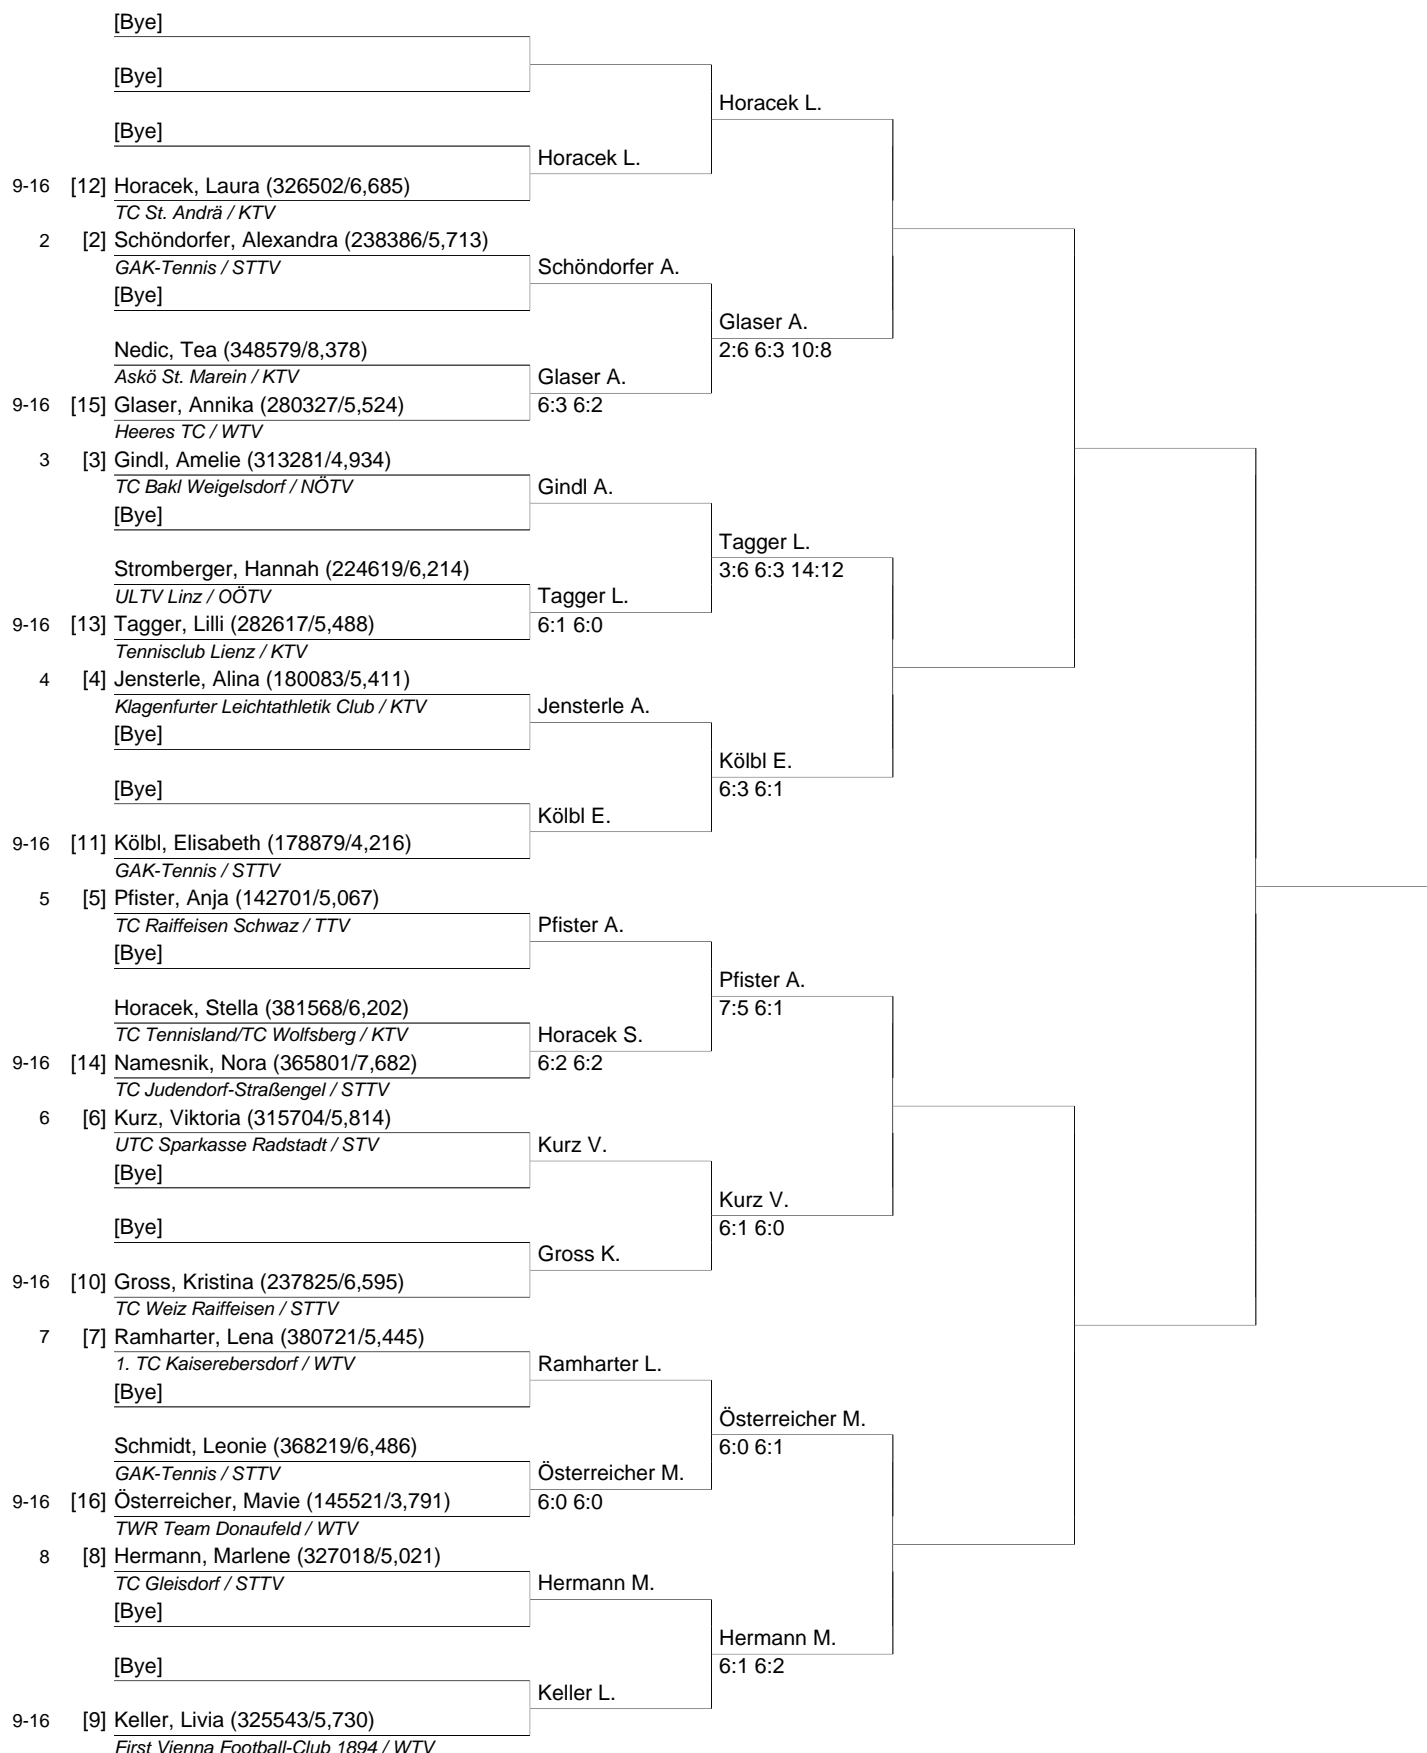 [Bye]
[Bye]
Horacek L.
[Bye]
Horacek L.
9-16 [12] Horacek, Laura (326502/6,685)
TC St. Andrä / KTV
2 [2] Schöndorfer, Alexandra (238386/5,713)
GAK-Tennis / STTV Schöndorfer A.
[Bye]
Glaser A.
Nedic, Tea (348579/8,378) 2:6 6:3 10:8
Askö St. Marein / KTV Glaser A.
9-16 [15] Glaser, Annika (280327/5,524) 6:3 6:2
Heeres TC / WTV
3 [3] Gindl, Amelie (313281/4,934)
TC Bakl Weigelsdorf / NÖTV Gindl A.
[Bye]
Tagger L.
Stromberger, Hannah (224619/6,214) 3:6 6:3 14:12
ULTV Linz / OÖTV Tagger L.
9-16 [13] Tagger, Lilli (282617/5,488) 6:1 6:0
Tennisclub Lienz / KTV
4 [4] Jensterle, Alina (180083/5,411)
Klagenfurter Leichtathletik Club / KTV Jensterle A.
[Bye]
Kölbl E.
[Bye] 6:3 6:1
Kölbl E.
9-16 [11] Kölbl, Elisabeth (178879/4,216)
GAK-Tennis / STTV
5 [5] Pfister, Anja (142701/5,067)
TC Raiffeisen Schwaz / TTV Pfister A.
[Bye]
Pfister A.
Horacek, Stella (381568/6,202) 7:5 6:1
TC Tennisland/TC Wolfsberg / KTV Horacek S.
9-16 [14] Namesnik, Nora (365801/7,682) 6:2 6:2
TC Judendorf-Straßengel / STTV
6 [6] Kurz, Viktoria (315704/5,814)
UTC Sparkasse Radstadt / STV Kurz V.
[Bye]
Kurz V.
[Bye] 6:1 6:0
Gross K.
9-16 [10] Gross, Kristina (237825/6,595)
TC Weiz Raiffeisen / STTV
7 [7] Ramharter, Lena (380721/5,445)
1. TC Kaiserebersdorf / WTV Ramharter L.
[Bye]
Österreicher M.
Schmidt, Leonie (368219/6,486) 6:0 6:1
GAK-Tennis / STTV Österreicher M.
9-16 [16] Österreicher, Mavie (145521/3,791) 6:0 6:0
TWR Team Donaufeld / WTV
8 [8] Hermann, Marlene (327018/5,021)
TC Gleisdorf / STTV Hermann M.
[Bye]
Hermann M.
[Bye] 6:1 6:2
Keller L.
9-16 [9] Keller, Livia (325543/5,730)
First Vienna Football-Club 1894 / WTV